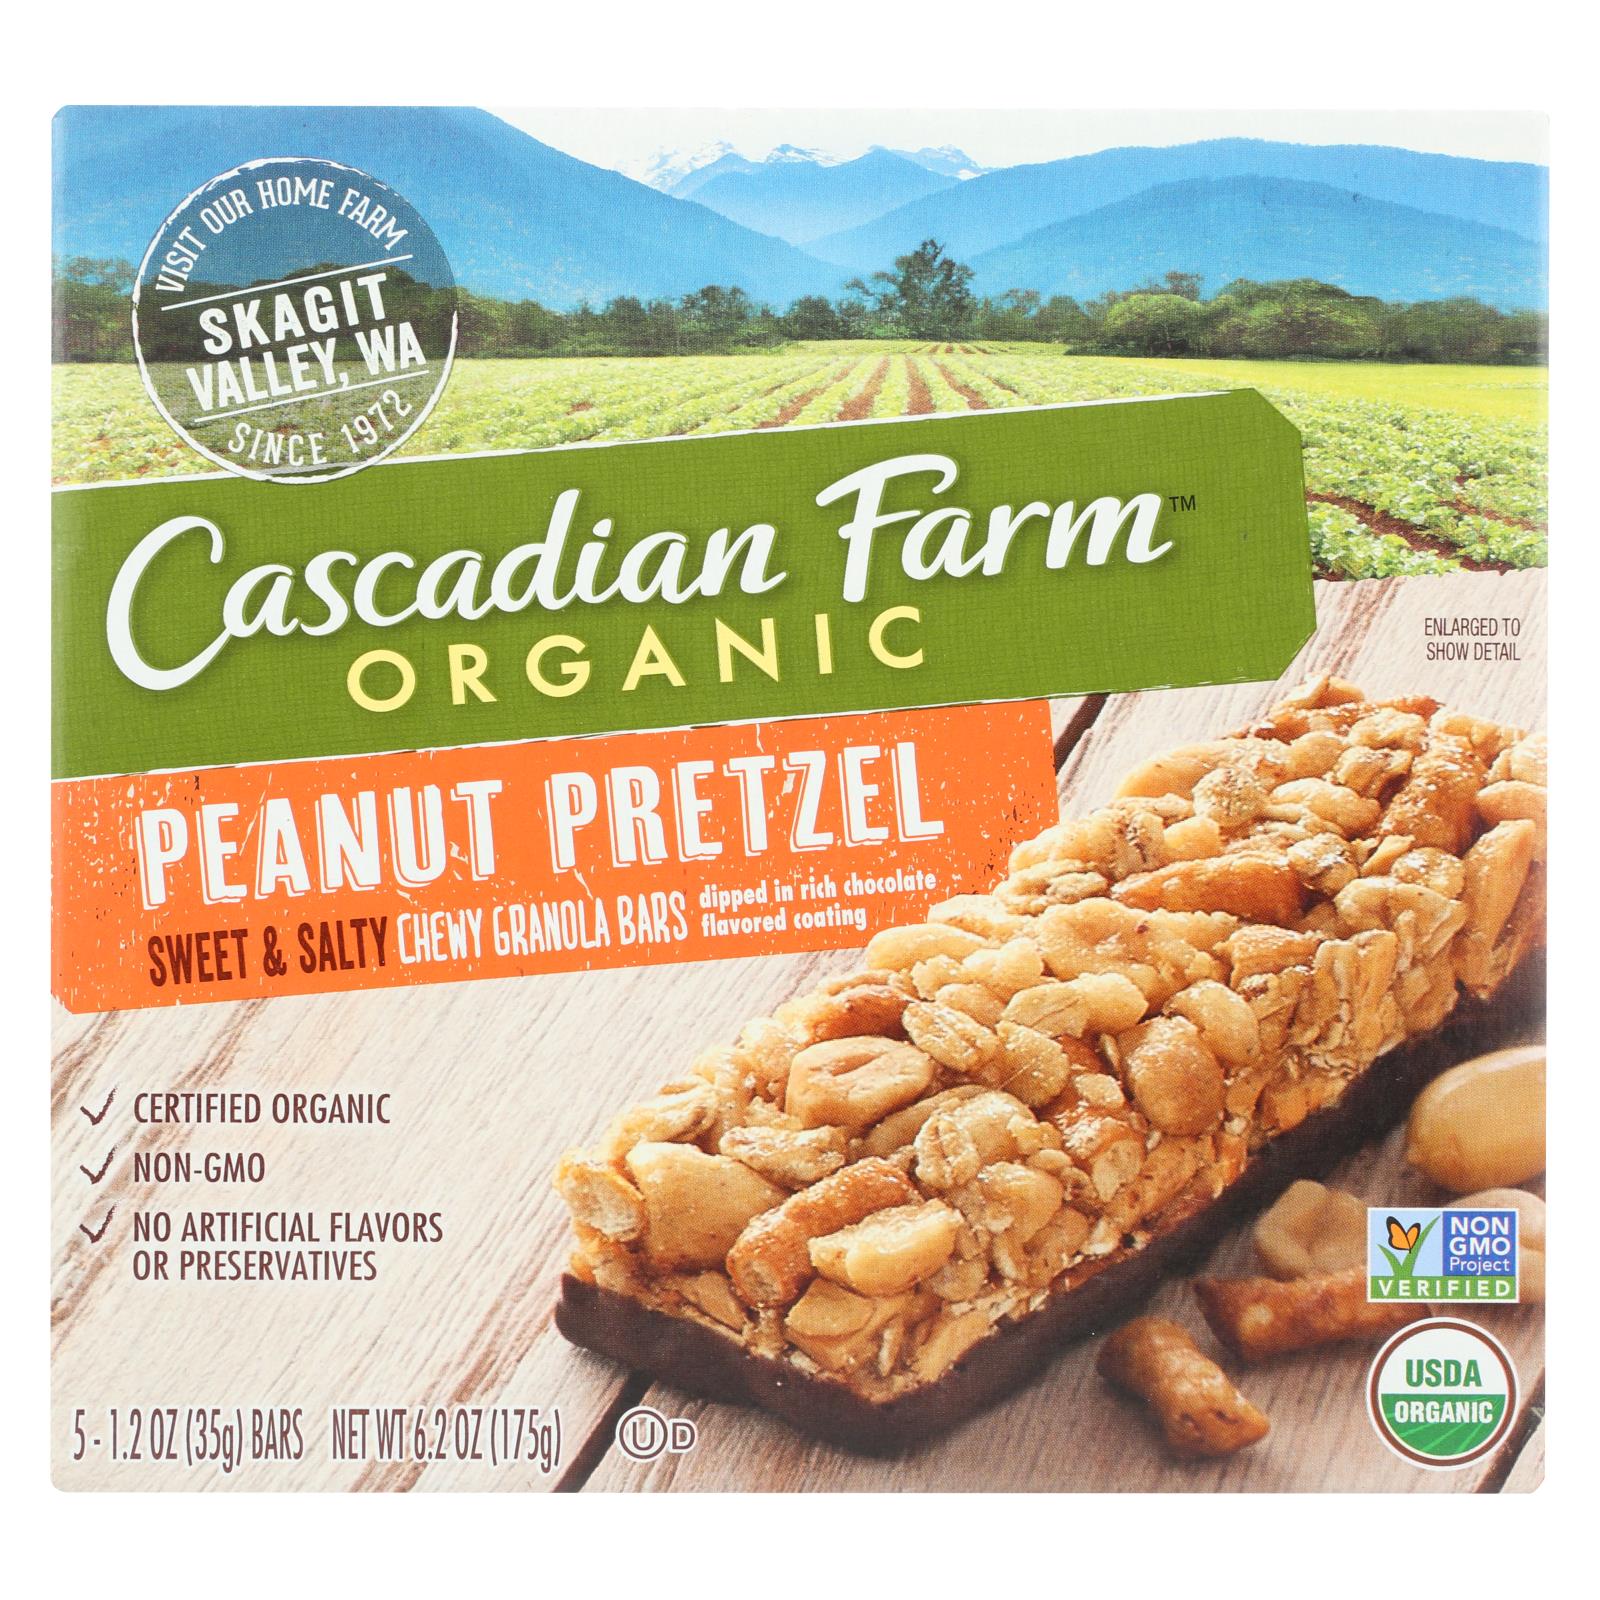 VISIT OUR HOME FARM
SKAGIT
VALLEY, WA
SINCE 1972
Cascadian Farm™
ORGANIC
ENLARGED TO
SHOW DETAIL
PEANUT PRETZEL
SWEET & SALTY CHEWY GRANOLA BARS dipped in rich chocolate
flavored coating
CERTIFIED ORGANIC
NON-GMO
NO ARTIFICIAL FLAVORS
OR PRESERVATIVES
NON
GMO
Project
VERIFIED
USDA
ORGANIC
5 - 1.2 OZ (35g) BARS NET WT 6.2 OZ (175g)
U D